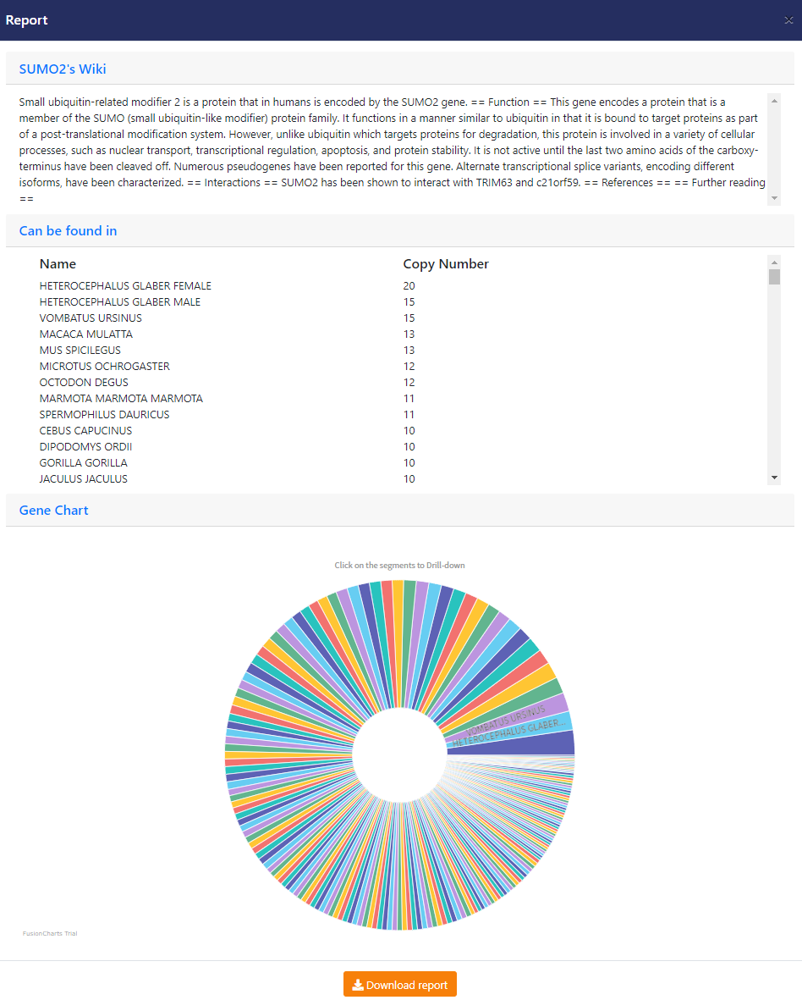 Report
SUMO2's Wiki
Small ubiquitin-related modifier 2 is a protein that in humans is encoded by the SUMO2 gene. == Function == This gene encodes a protein that is a
member of the SUMO (small ubiquitin-like modifier) protein family. It functions in a manner similar to ubiquitin in that it is bound to target proteins as part
of a post-translational modification system. However, unlike ubiquitin which targets proteins for degradation, this protein is involved in a variety of cellular
processes, such as nuclear transport, transcriptional regulation, apoptosis, and protein stability. It is not active until the last two amino acids of the carboxy-
terminus have been cleaved off. Numerous pseudogenes have been reported for this gene. Alternate transcriptional splice variants, encoding different
isoforms, have been characterized. == Interactions == SUMO2 has been shown to interact with TRIM63 and c21orf59. == References == == Further reading
==
Can be found in
Name Copy Number
HETEROCEPHALUS GLABER FEMALE 20
HETEROCEPHALUS GLABER MALE 15
VOMBATUS URSINUS 15
MACACA MULATTA 13
MUS SPICILEGUS 13
MICROTUS OCHROGASTER 12
OCTODON DEGUS 12
MARMOTA MARMOTA MARMOTA 11
SPERMOPHILUS DAURICUS 11
CEBUS CAPUCINUS 10
DIPODOMYS ORDII 10
GORILLA GORILLA 10
JACULUS JACULUS 10
Gene Chart
Click on the segments to Drill-down
VOMBATUS URSINUS
HETEROCEPHALUS GLABER...
FusionCharts Trial
Download report